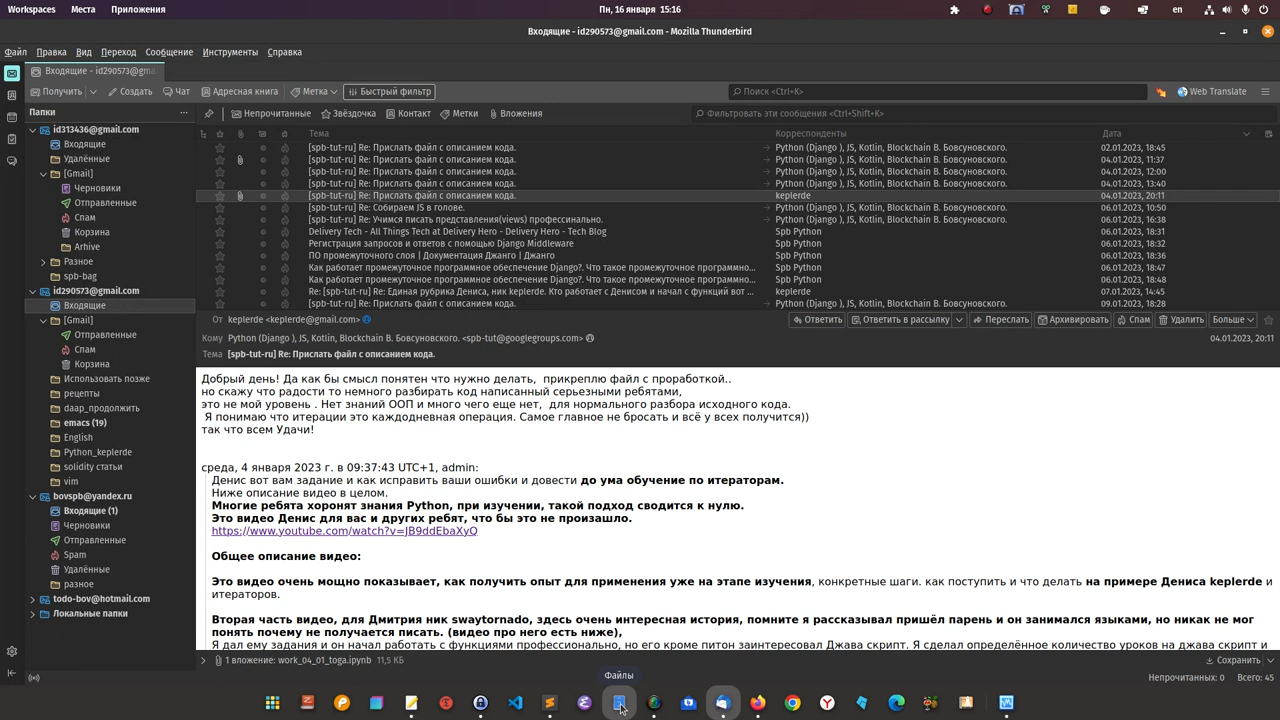 Workspaces Места Приложения Пн, 16 января 15:16 en
Входящие - id290573@gmail.com - Mozilla Thunderbird
Файл Правка Вид Переход Сообщение Инструменты Справка
Входящие - id290573@gma
Получить Создать Чат Адресная книга Метка Быстрый фильтр Поиск <Ctrl+K> Web Translate
Папки ··· Непрочитанные Звёздочка Контакт Метки Вложения Фильтровать эти сообщения <Ctrl+Shift+K>
Тема Корреспонденты Дата
[spb-tut-ru] Re: Прислать файл с описанием кода. Python (Django ), JS, Kotlin, Blockchain В. Бовсуновского. 02.01.2023, 18:45
[spb-tut-ru] Re: Прислать файл с описанием кода. Python (Django ), JS, Kotlin, Blockchain В. Бовсуновского. 04.01.2023, 11:37
[spb-tut-ru] Re: Прислать файл с описанием кода. Python (Django ), JS, Kotlin, Blockchain В. Бовсуновского. 04.01.2023, 12:00
[spb-tut-ru] Re: Прислать файл с описанием кода. Python (Django ), JS, Kotlin, Blockchain В. Бовсуновского. 04.01.2023, 13:40
[spb-tut-ru] Re: Прислать файл с описанием кода. keplerde 04.01.2023, 20:11
[spb-tut-ru] Re: Собираем JS в голове. Python (Django ), JS, Kotlin, Blockchain В. Бовсуновского. 06.01.2023, 10:50
[spb-tut-ru] Re: Учимся писать представления(views) професинально. Python (Django ), JS, Kotlin, Blockchain В. Бовсуновского. 06.01.2023, 16:38
Delivery Tech - All Things Tech at Delivery Hero - Delivery Hero - Tech Blog Spb Python 06.01.2023, 18:31
Регистрация запросов и ответов с помощью Django Middleware Spb Python 06.01.2023, 18:32
ПО промежуточного слоя | Документация Джанго | Джанго Spb Python 06.01.2023, 18:36
Как работает промежуточное программное обеспечение Django?. Что такое промежуточное программно... Spb Python 06.01.2023, 18:47
Как работает промежуточное программное обеспечение Django?. Что такое промежуточное программно... Spb Python 06.01.2023, 18:48
Re: [spb-tut-ru] Re: Единая рубрика Дениса, ник keplerde. Кто работает с Денисом и начал с функций вот ... keplerde 07.01.2023, 14:45
[spb-tut-ru] Re: Прислать файл с описанием кода. Python (Django ), JS, Kotlin, Blockchain В. Бовсуновского. 09.01.2023, 18:28
id313436@gmail.com
Входящие
Удалённые
[Gmail]
Черновики
Отправленные
Спам
Корзина
Arhive
Разное
spb-bag
id290573@gmail.com
Входящие
[Gmail]
Отправленные
Спам
Корзина
Использовать позже
рецепты
daap_продолжить
emacs (19)
English
Python_keplerde
solidity статьи
vim
bovspb@yandex.ru
Входящие (1)
Черновики
Отправленные
Spam
Удалённые
разное
todo-bov@hotmail.com
Локальные папки
От keplerde <keplerde@gmail.com> Ответить Ответить в рассылку Переслать Архивировать Спам Удалить Больше
Кому Python (Django ), JS, Kotlin, Blockchain В. Бовсуновского. <spb-tut@googlegroups.com> 04.01.2023, 20:11
Тема [spb-tut-ru] Re: Прислать файл с описанием кода.
Добрый день! Да как бы смысл понятен что нужно делать, прикреплю файл с проработкой..
но скажу что радости то немного разбирать код написанный серьезными ребятами,
это не мой уровень . Нет знаний ООП и много чего еще нет, для нормального разбора исходного кода.
Я понимаю что итерации это каждодневная операция. Самое главное не бросать и всё у всех получится))
так что всем Удачи!
среда, 4 января 2023 г. в 09:37:43 UTC+1, admin:
Денис вот вам задание и как исправить ваши ошибки и довести до ума обучение по итераторам.
Ниже описание видео в целом.
Многие ребята хоронят знания Python, при изучении, такой подход сводится к нулю.
Это видео Денис для вас и других ребят, что бы это не произашло.
https://www.youtube.com/watch?v=JB9ddEbaXyQ
Общее описание видео:
Это видео очень мощно показывает, как получить опыт для применения уже на этапе изучения, конкретные шаги. как поступить и что делать на примере Дениса keplerde и
итераторов.
Вторая часть видео, для Дмитрия ник swaytornado, здесь очень интересная история, помните я рассказывал пришёл парень и он занимался языками, но никак не мог
понять почему не получается писать. (видео про него есть ниже),
Я дал ему задания и он начал работать с функциями професионально, но его кроме питон заинтересовал Джава скрипт. Я сделал определённое количество уроков на джава скрипт и
1 вложение: work_04_01_toga.ipynb 11,5 КБ Сохранить
Файлы
Непрочитанных: 0 Всего: 45